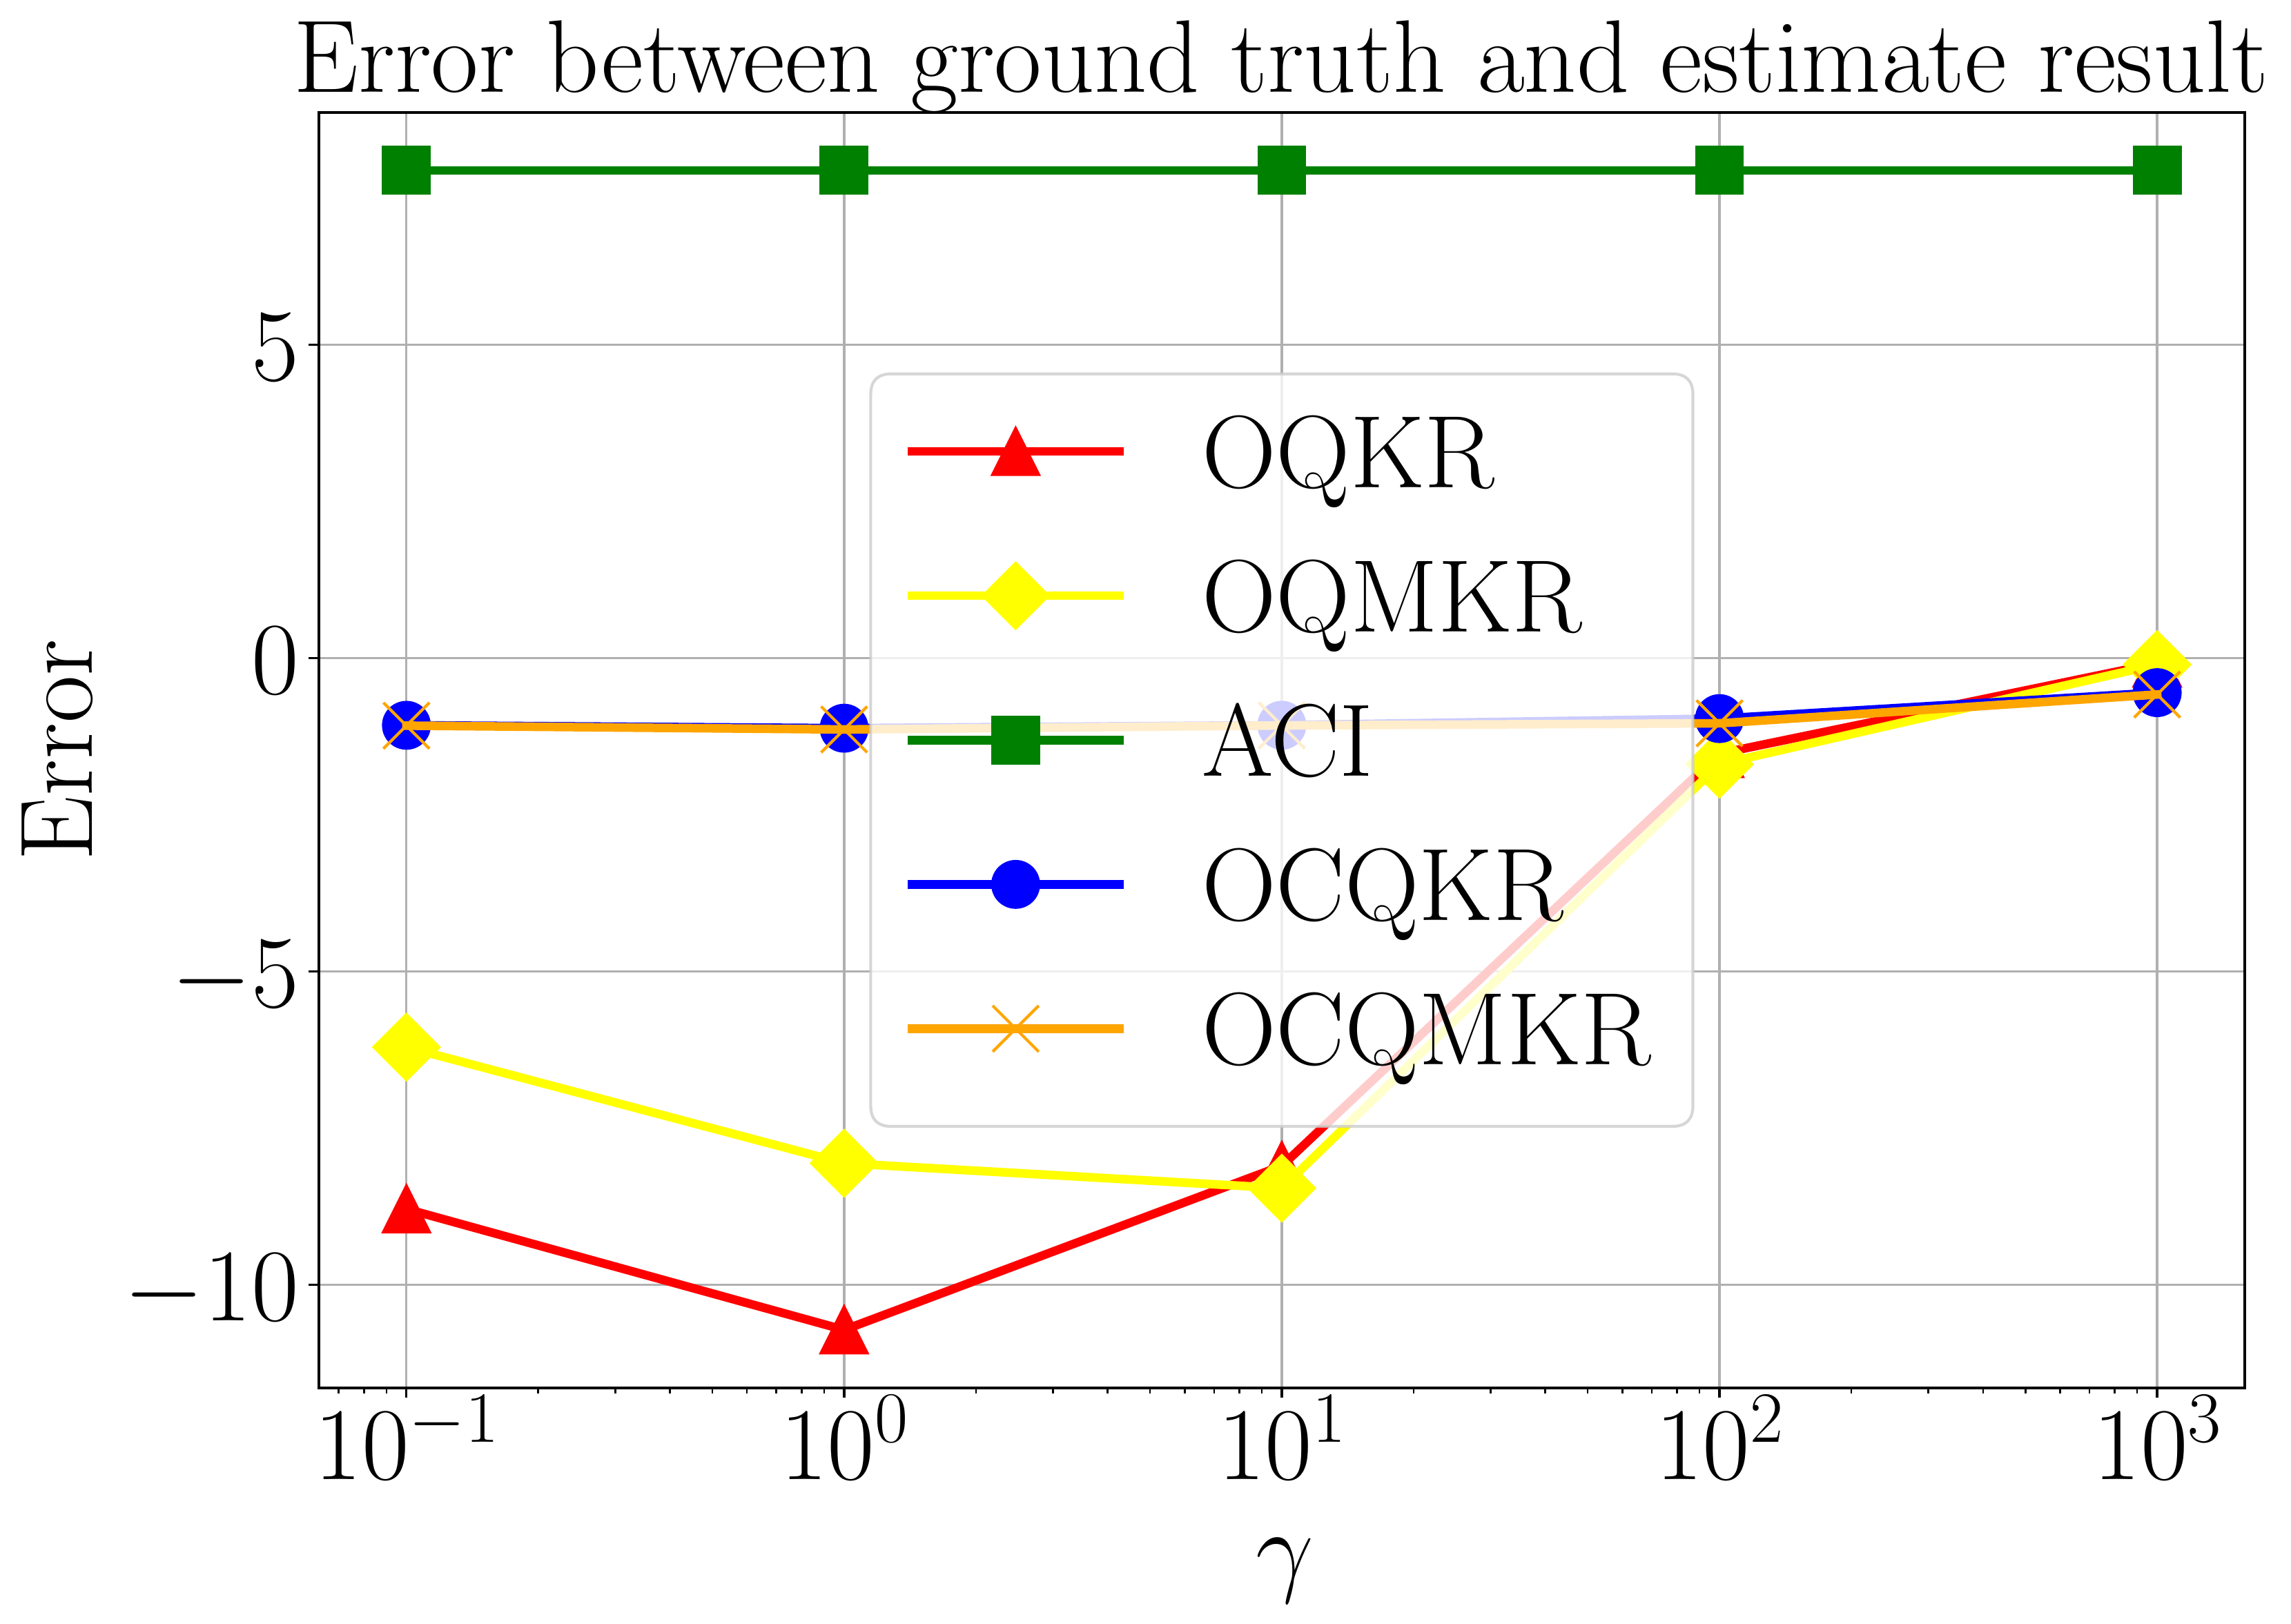 Error between ground truth and estimate result
Error
5
0
−5
−10
OQKR
OQMKR
ACI
OCQKR
OCQMKR
10⁻¹ 10⁰ 10¹ 10² 10³
γ